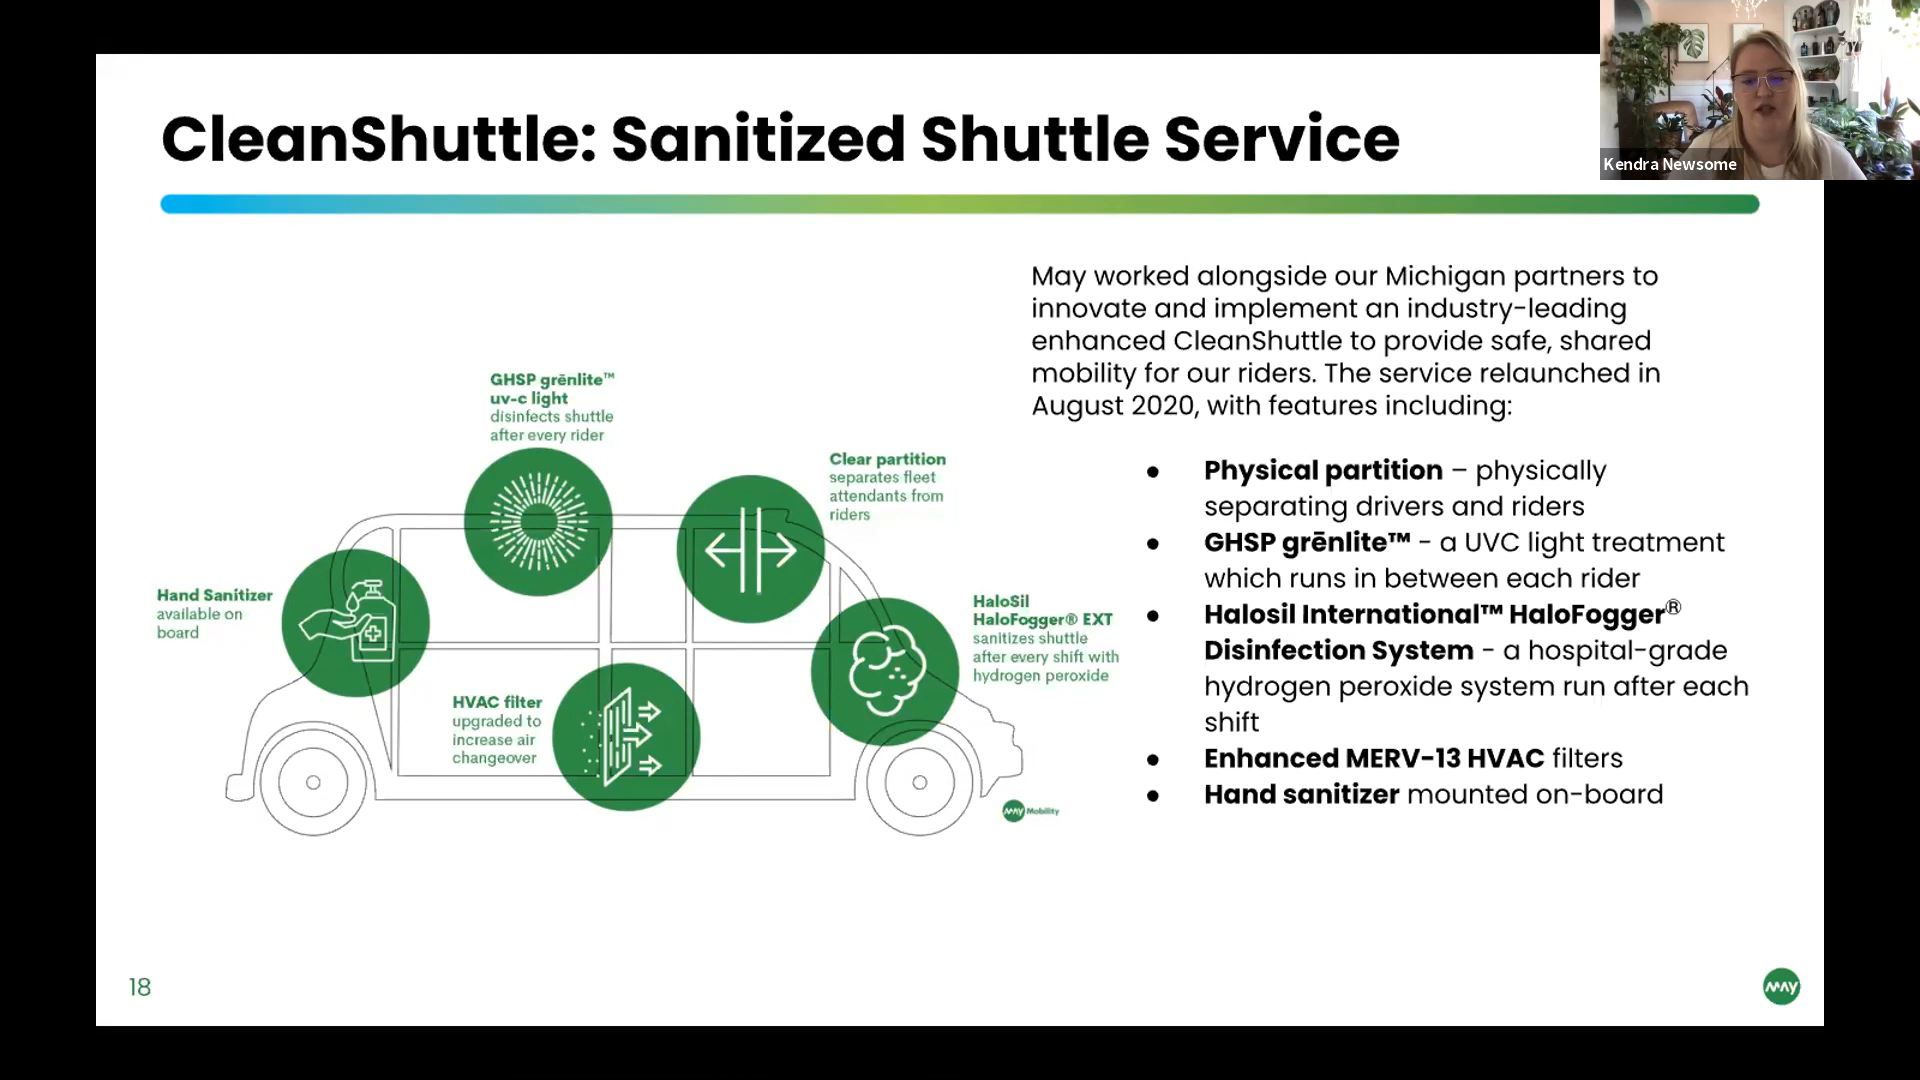 CleanShuttle: Sanitized Shuttle Service
Kendra Newsome
May worked alongside our Michigan partners to
innovate and implement an industry-leading
enhanced CleanShuttle to provide safe, shared
mobility for our riders. The service relaunched in
August 2020, with features including:
GHSP grēnlite™
uv-c light
disinfects shuttle
after every rider
Clear partition
separates fleet
attendants from
riders
Hand Sanitizer
available on
board
HaloSil
HaloFogger® EXT
sanitizes shuttle
after every shift with
hydrogen peroxide
HVAC filter
upgraded to
increase air
changeover
MAY Mobility
● Physical partition – physically
separating drivers and riders
● GHSP grēnlite™ - a UVC light treatment
which runs in between each rider
● Halosil International™ HaloFogger®
Disinfection System - a hospital-grade
hydrogen peroxide system run after each
shift
● Enhanced MERV-13 HVAC filters
● Hand sanitizer mounted on-board
18
MAY